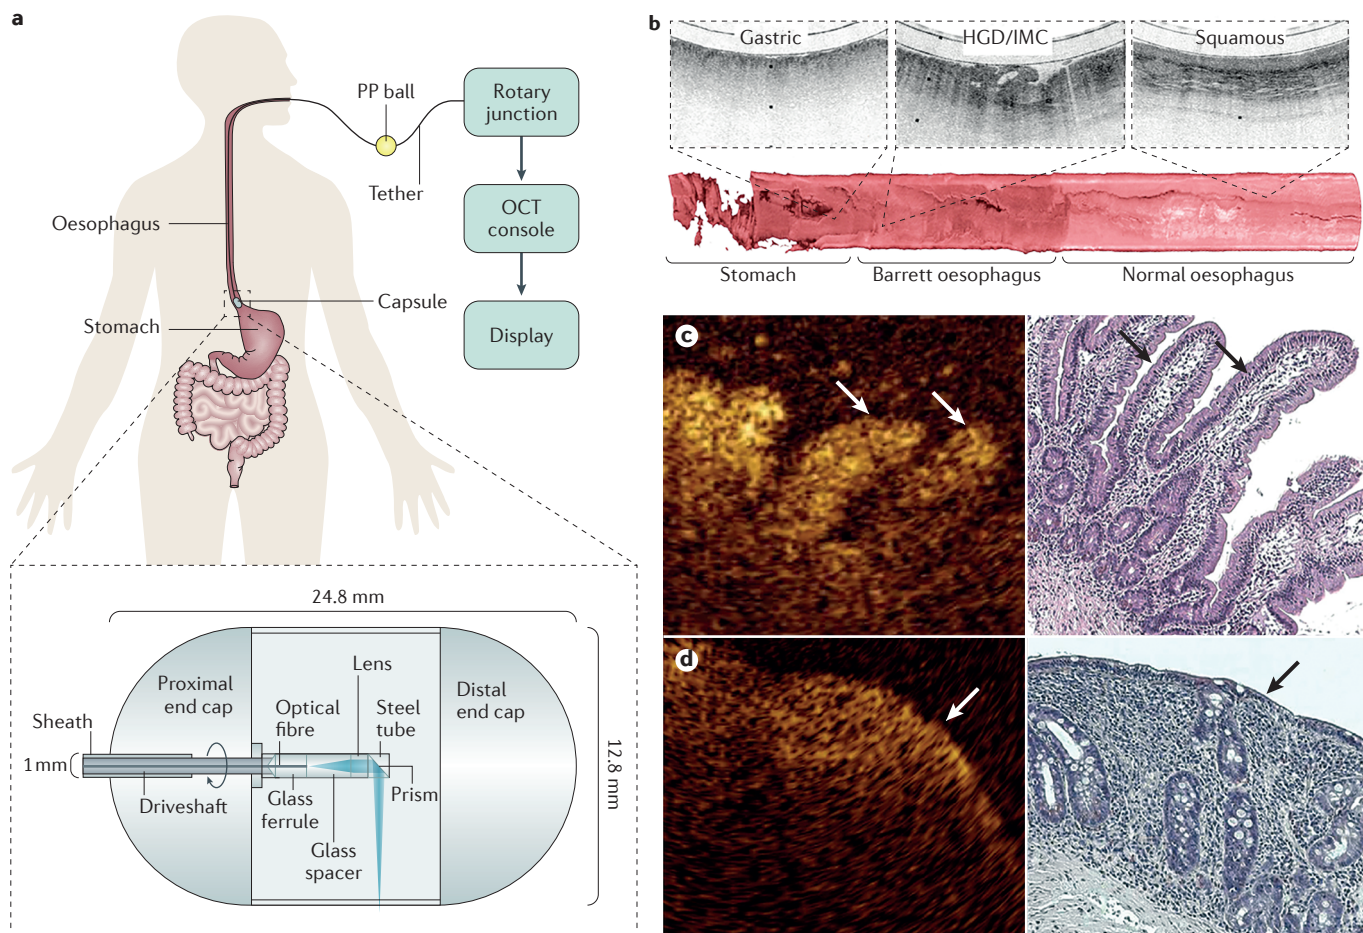 a
PP ball
Rotary
junction
Tether
Oesophagus
OCT
console
Capsule
Stomach
Display
24.8 mm
Lens
Proximal
end cap
Optical
fibre
Steel
tube
Distal
end cap
Sheath
1 mm
Driveshaft
Glass
ferrule
Prism
Glass
spacer
12.8 mm
b
Gastric
HGD/IMC
Squamous
Stomach
Barrett oesophagus
Normal oesophagus
c
d